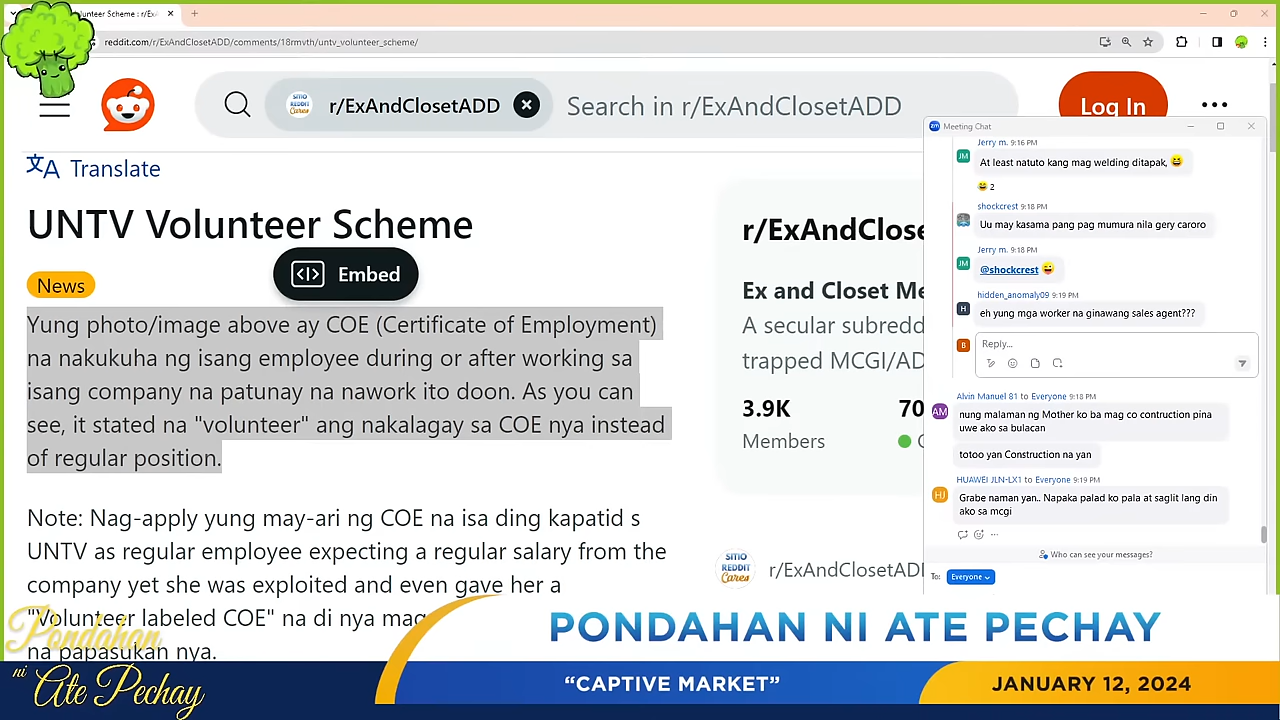 unteer Scheme : r/Ex
reddit.com/r/ExAndClosetADD/comments/18rmvth/untv_volunteer_scheme/
SITIO
REDDIT
Cares
r/ExAndClosetADD
Search in r/ExAndClosetADD
Log In
Translate
UNTV Volunteer Scheme
Embed
News
Yung photo/image above ay COE (Certificate of Employment)
na nakukuha ng isang employee during or after working sa
isang company na patunay na nawork ito doon. As you can
see, it stated na "volunteer" ang nakalagay sa COE nya instead
of regular position.
Note: Nag-apply yung may-ari ng COE na isa ding kapatid s
UNTV as regular employee expecting a regular salary from the
company yet she was exploited and even gave her a
"Volunteer labeled COE" na di nya mag
na papasukan nya.
r/ExAndClose
Ex and Closet Me
A secular subredd
trapped MCGI/AD
3.9K
70
Members
SITIO
REDDIT
Cares
r/ExAndClosetADI
zm
Meeting Chat
Jerry m. 9:16 PM
JM
At least natuto kang mag welding ditapak,
2
shockcrest 9:18 PM
Uu may kasama pang pag mumura nila gery caroro
Jerry m. 9:18 PM
JM
@shockcrest
hidden_anomaly09 9:19 PM
H
eh yung mga worker na ginawang sales agent???
B
Reply...
Alvin Manuel 81 to Everyone 9:18 PM
AM
nung malaman ng Mother ko ba mag co contruction pina
uwe ako sa bulacan
totoo yan Construction na yan
HUAWEI JLN-LX1 to Everyone 9:19 PM
HJ
Grabe naman yan.. Napaka palad ko pala at saglit lang din
ako sa mcgi
Who can see your messages?
To:
Everyone
Pondahan
ni
Ate Pechay
PONDAHAN NI ATE PECHAY
“CAPTIVE MARKET”
JANUARY 12, 2024